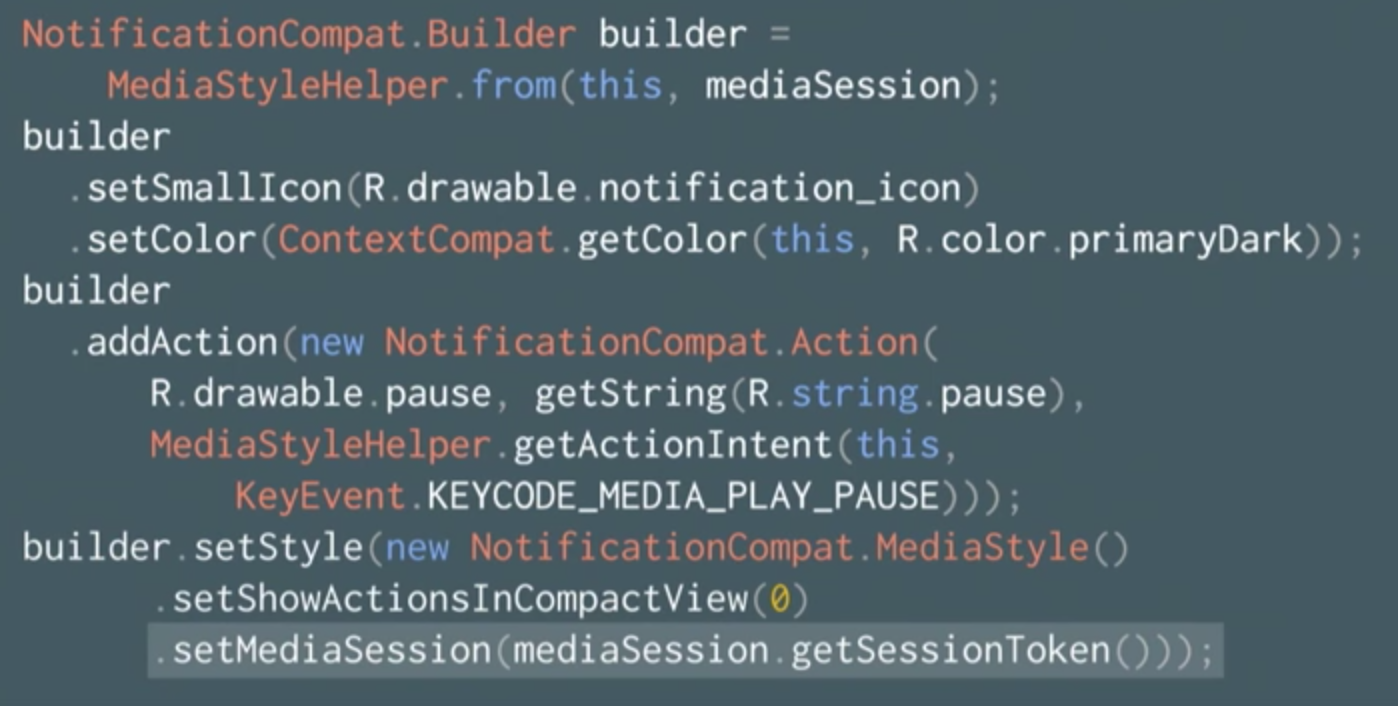 NotificationCompat.Builder builder =
MediaStyleHelper.from(this, mediaSession);
builder
.setSmallIcon(R.drawable.notification_icon)
.setColor(ContextCompat.getColor(this, R.color.primaryDark));
builder
.addAction(new NotificationCompat.Action(
R.drawable.pause, getString(R.string.pause),
MediaStyleHelper.getActionIntent(this,
KeyEvent.KEYCODE_MEDIA_PLAY_PAUSE)));
builder.setStyle(new NotificationCompat.MediaStyle()
.setShowActionsInCompactView(0)
.setMediaSession(mediaSession.getSessionToken()));